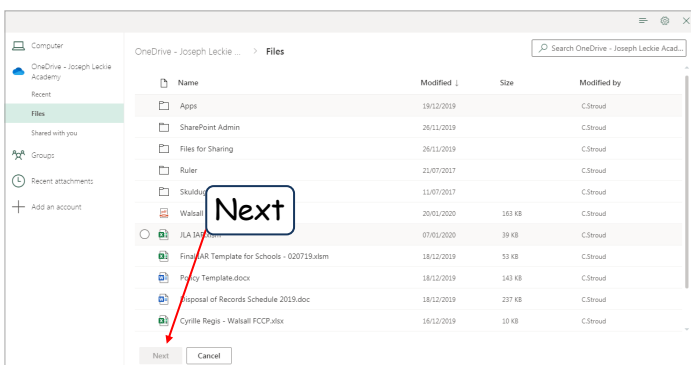 Computer
OneDrive - Joseph Leckie Academy
Recent
Files
Shared with you
Groups
Recent attachments
Add an account
OneDrive - Joseph Leckie ... > Files
Search OneDrive - Joseph Leckie Acad...
Name Modified ↓ Size Modified by
Apps 19/12/2019 C.Stroud
SharePoint Admin 26/11/2019 C.Stroud
Files for Sharing 26/11/2019 C.Stroud
Ruler 21/07/2017 C.Stroud
11/07/2017 C.Stroud
Walsall 20/01/2020 163 KB C.Stroud
JLA IAR.xlsm 07/01/2020 39 KB C.Stroud
Final IAR Template for Schools - 020719.xlsm 18/12/2019 53 KB C.Stroud
Policy Template.docx 18/12/2019 143 KB C.Stroud
Disposal of Records Schedule 2019.doc 18/12/2019 237 KB C.Stroud
Cyrille Regis - Walsall FCCP.xlsx 16/12/2019 10 KB C.Stroud
Next
Next Cancel